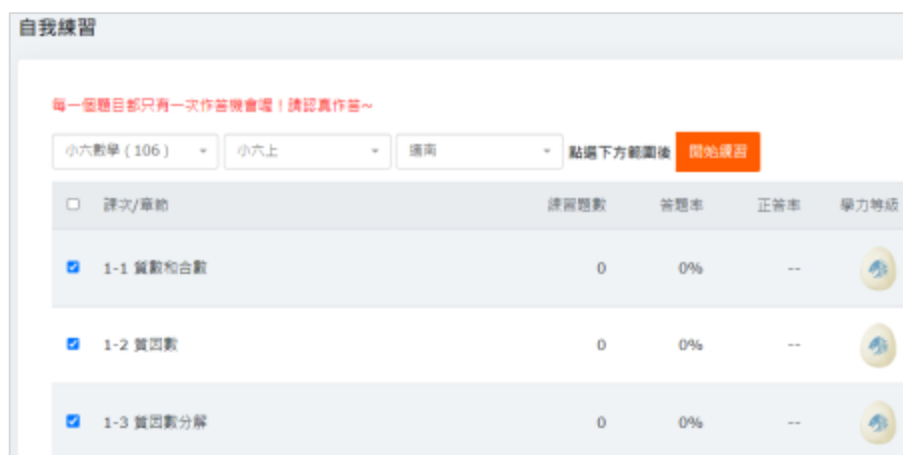 自我練習
每一個題目都只有一次作答機會喔！請認真作答~
小六數學 ( 106 ) 小六上 康南 點選下方範圍後 開始練習
課次/章節 練習題數 答題率 正答率 學力等級
1-1 質數和合數 0 0% --
1-2 質因數 0 0% --
1-3 質因數分解 0 0% --